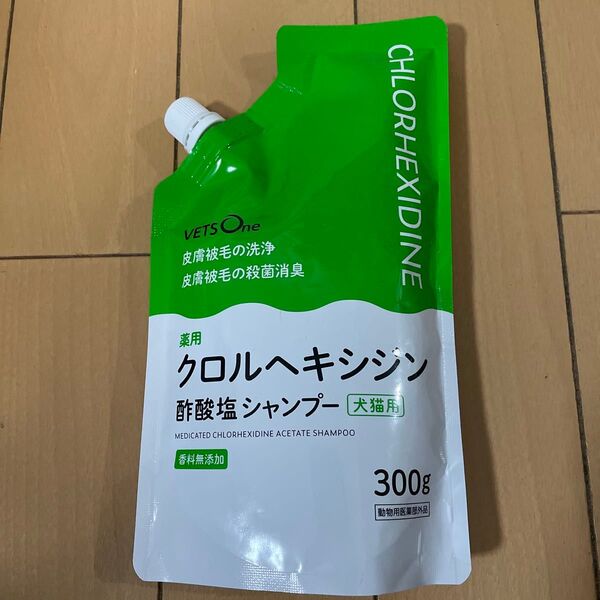 CHLORHEXIDINE
VETS One
皮膚被毛の洗浄
皮膚被毛の殺菌消臭
薬用
クロルヘキシジン
酢酸塩シャンプー 犬猫用
MEDICATED CHLORHEXIDINE ACETATE SHAMPOO
香料無添加
300g
動物用医薬部外品